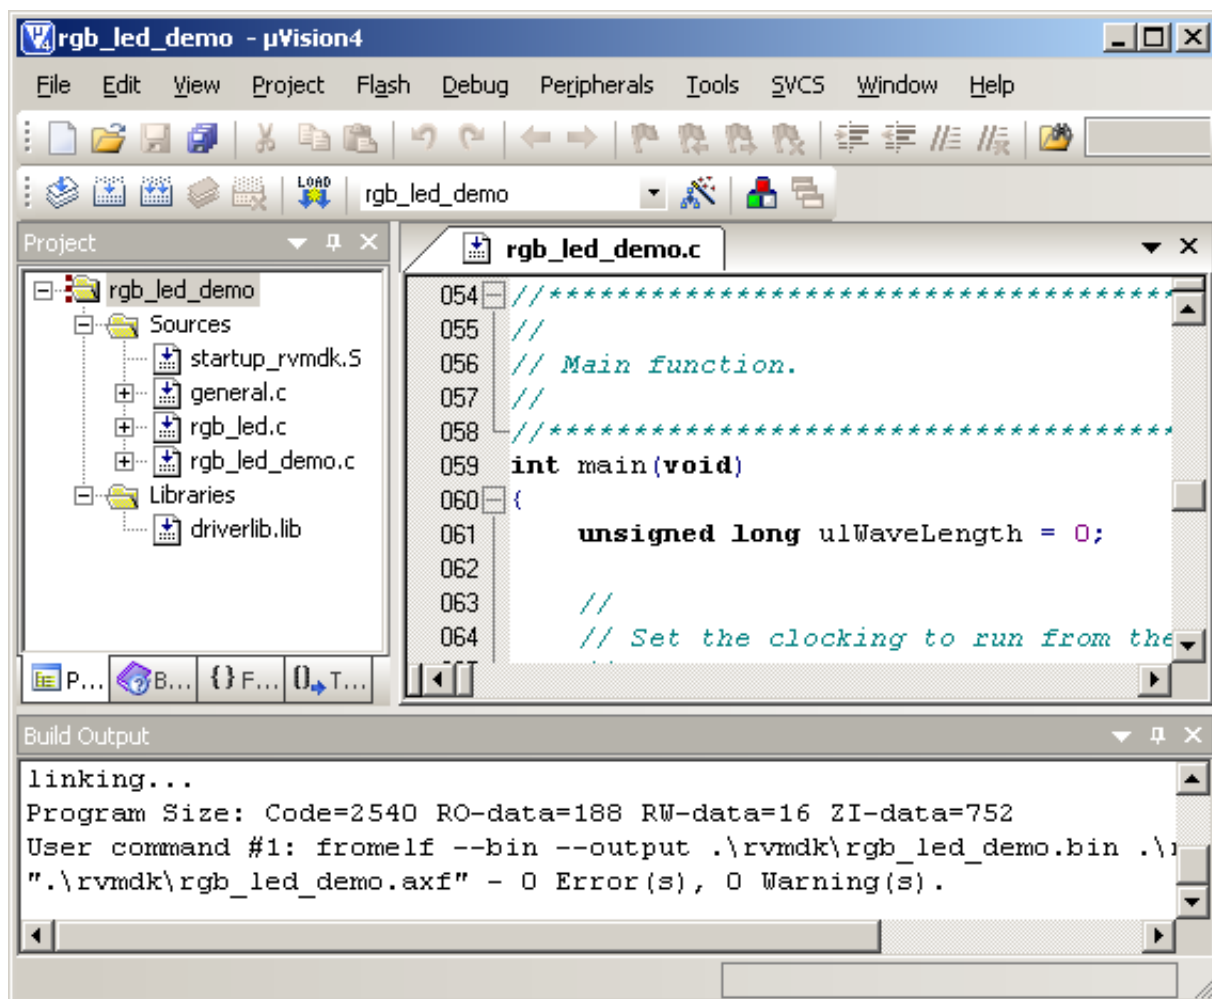 rgb_led_demo - µVision4
File Edit View Project Flash Debug Peripherals Tools SVCS Window Help
LOAD rgb_led_demo
Project
rgb_led_demo
Sources
startup_rvmdk.S
general.c
rgb_led.c
rgb_led_demo.c
Libraries
driverlib.lib
P... B... {} F... T...
rgb_led_demo.c
054 //*************************************
055 //
056 // Main function.
057 //
058 //*************************************
059 int main(void)
060 {
061 unsigned long ulWaveLength = 0;
062
063 //
064 // Set the clocking to run from the
Build Output
linking...
Program Size: Code=2540 RO-data=188 RW-data=16 ZI-data=752
User command #1: fromelf --bin --output .\rvmdk\rgb_led_demo.bin .\
".\rvmdk\rgb_led_demo.axf" - 0 Error(s), 0 Warning(s).